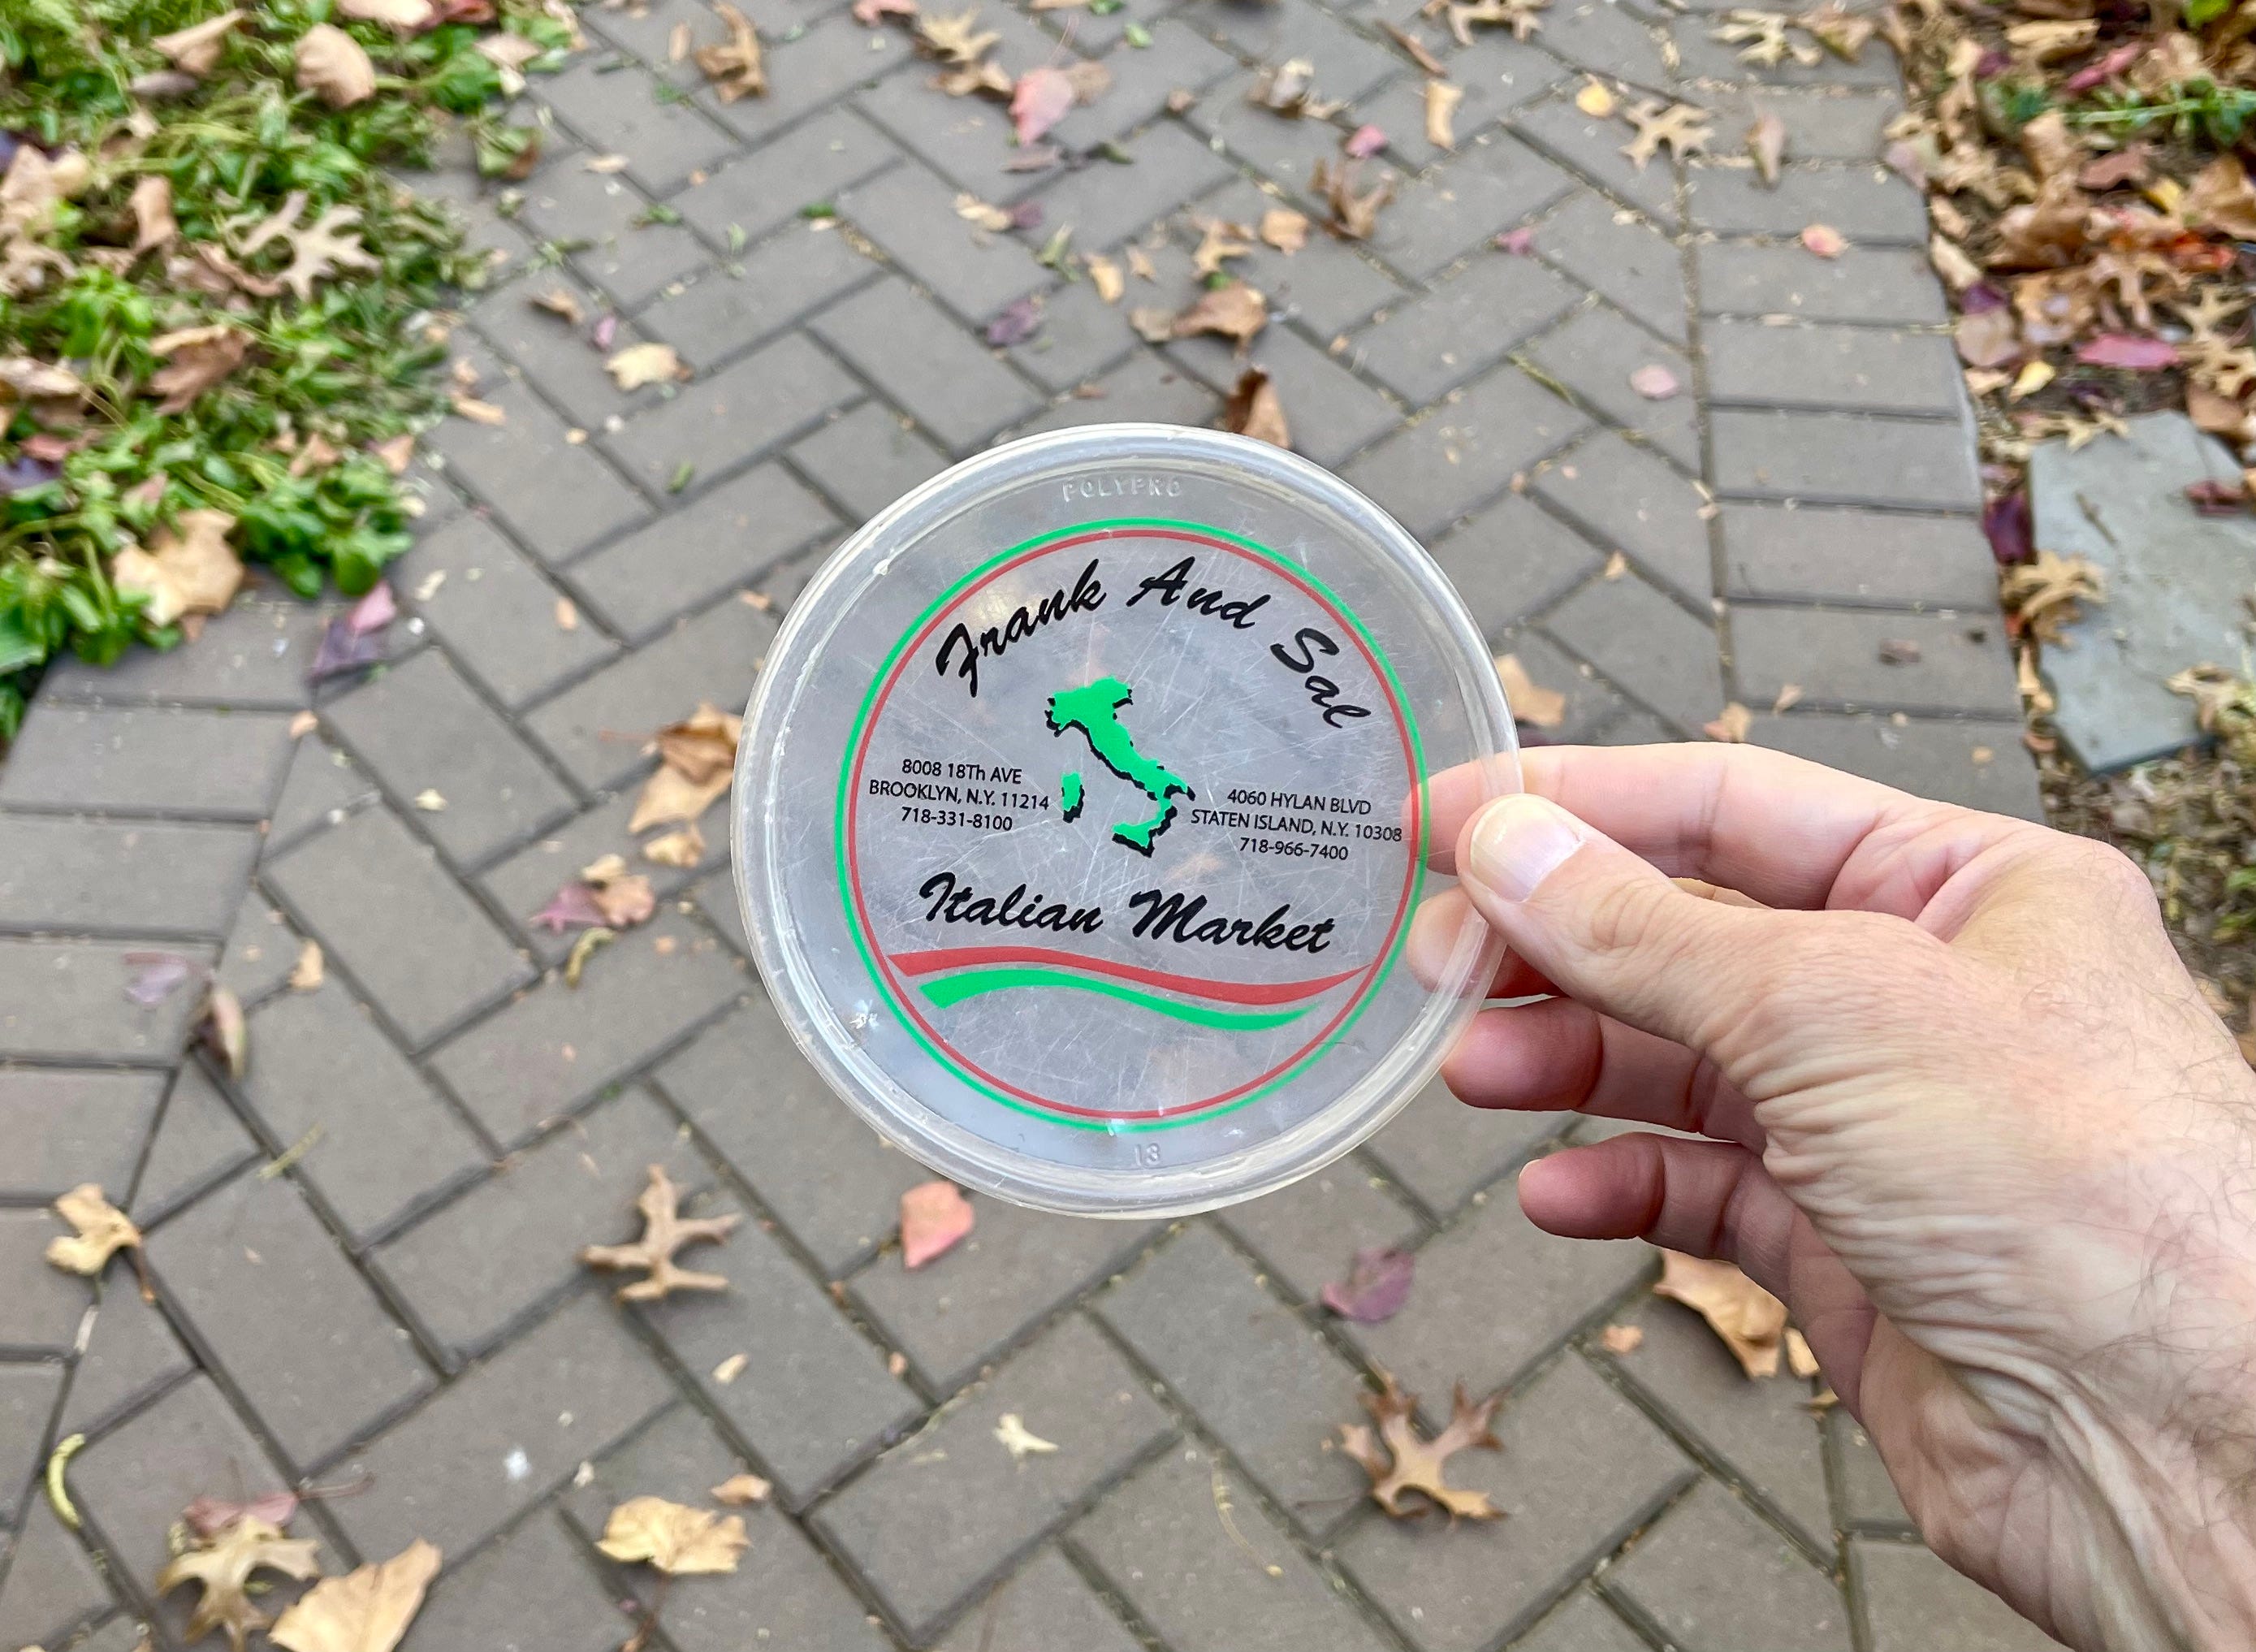 POLYPRO
Frank And Sal
8008 18Th AVE
BROOKLYN, N.Y. 11214
718-331-8100
4060 HYLAN BLVD
STATEN ISLAND, N.Y. 10308
718-966-7400
Italian Market
13